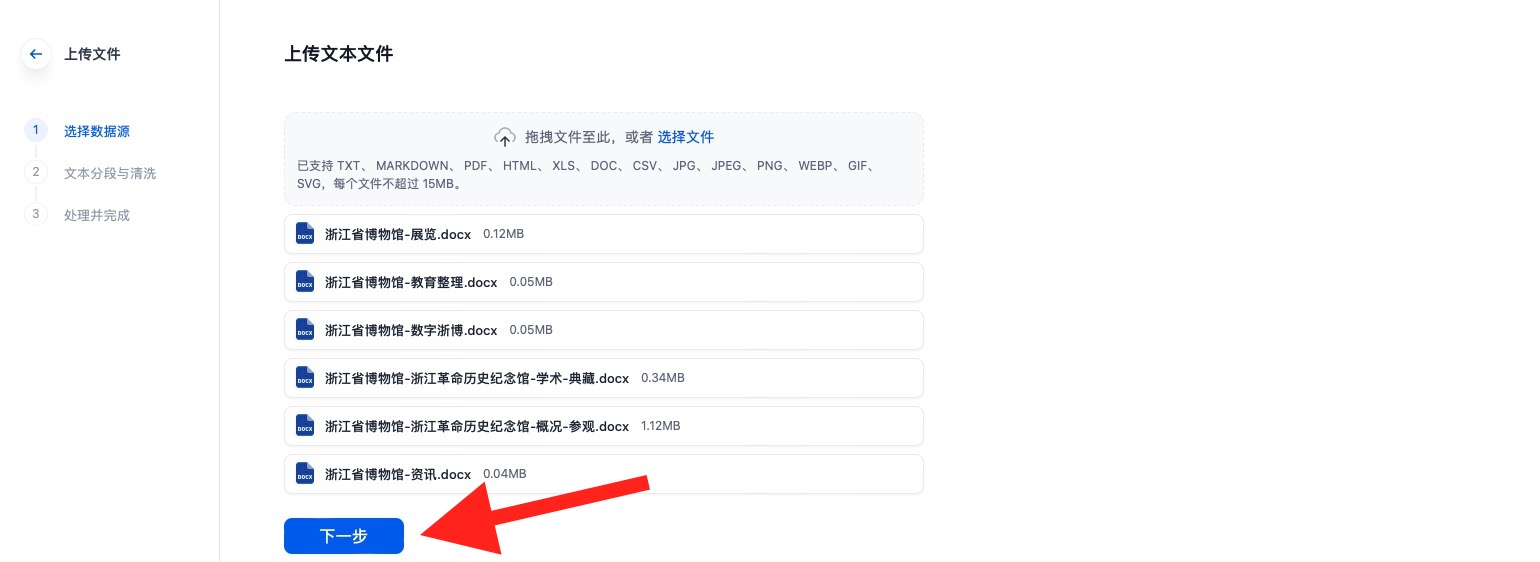 上传文件
1 选择数据源
2 文本分段与清洗
3 处理并完成
上传文本文件
拖拽文件至此，或者 选择文件
已支持 TXT、 MARKDOWN、 PDF、 HTML、 XLS、 DOC、 CSV、 JPG、 JPEG、 PNG、 WEBP、 GIF、
SVG，每个文件不超过 15MB。
DOCX 浙江省博物馆-展览.docx 0.12MB
DOCX 浙江省博物馆-教育整理.docx 0.05MB
DOCX 浙江省博物馆-数字浙博.docx 0.05MB
DOCX 浙江省博物馆-浙江革命历史纪念馆-学术-典藏.docx 0.34MB
DOCX 浙江省博物馆-浙江革命历史纪念馆-概况-参观.docx 1.12MB
DOCX 浙江省博物馆-资讯.docx 0.04MB
下一步